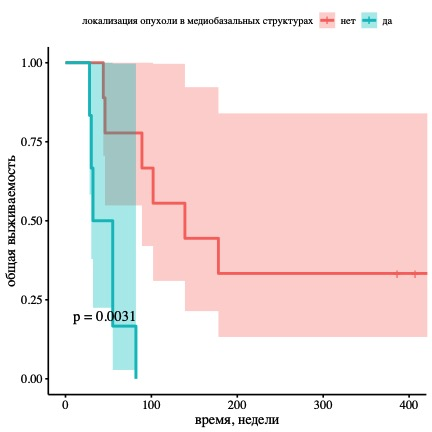 локализация опухоли в медиобазальных структурах нет да
общая выживаемость
1.00
0.75
0.50
0.25
0.00
p = 0.0031
0 100 200 300 400
время, недели